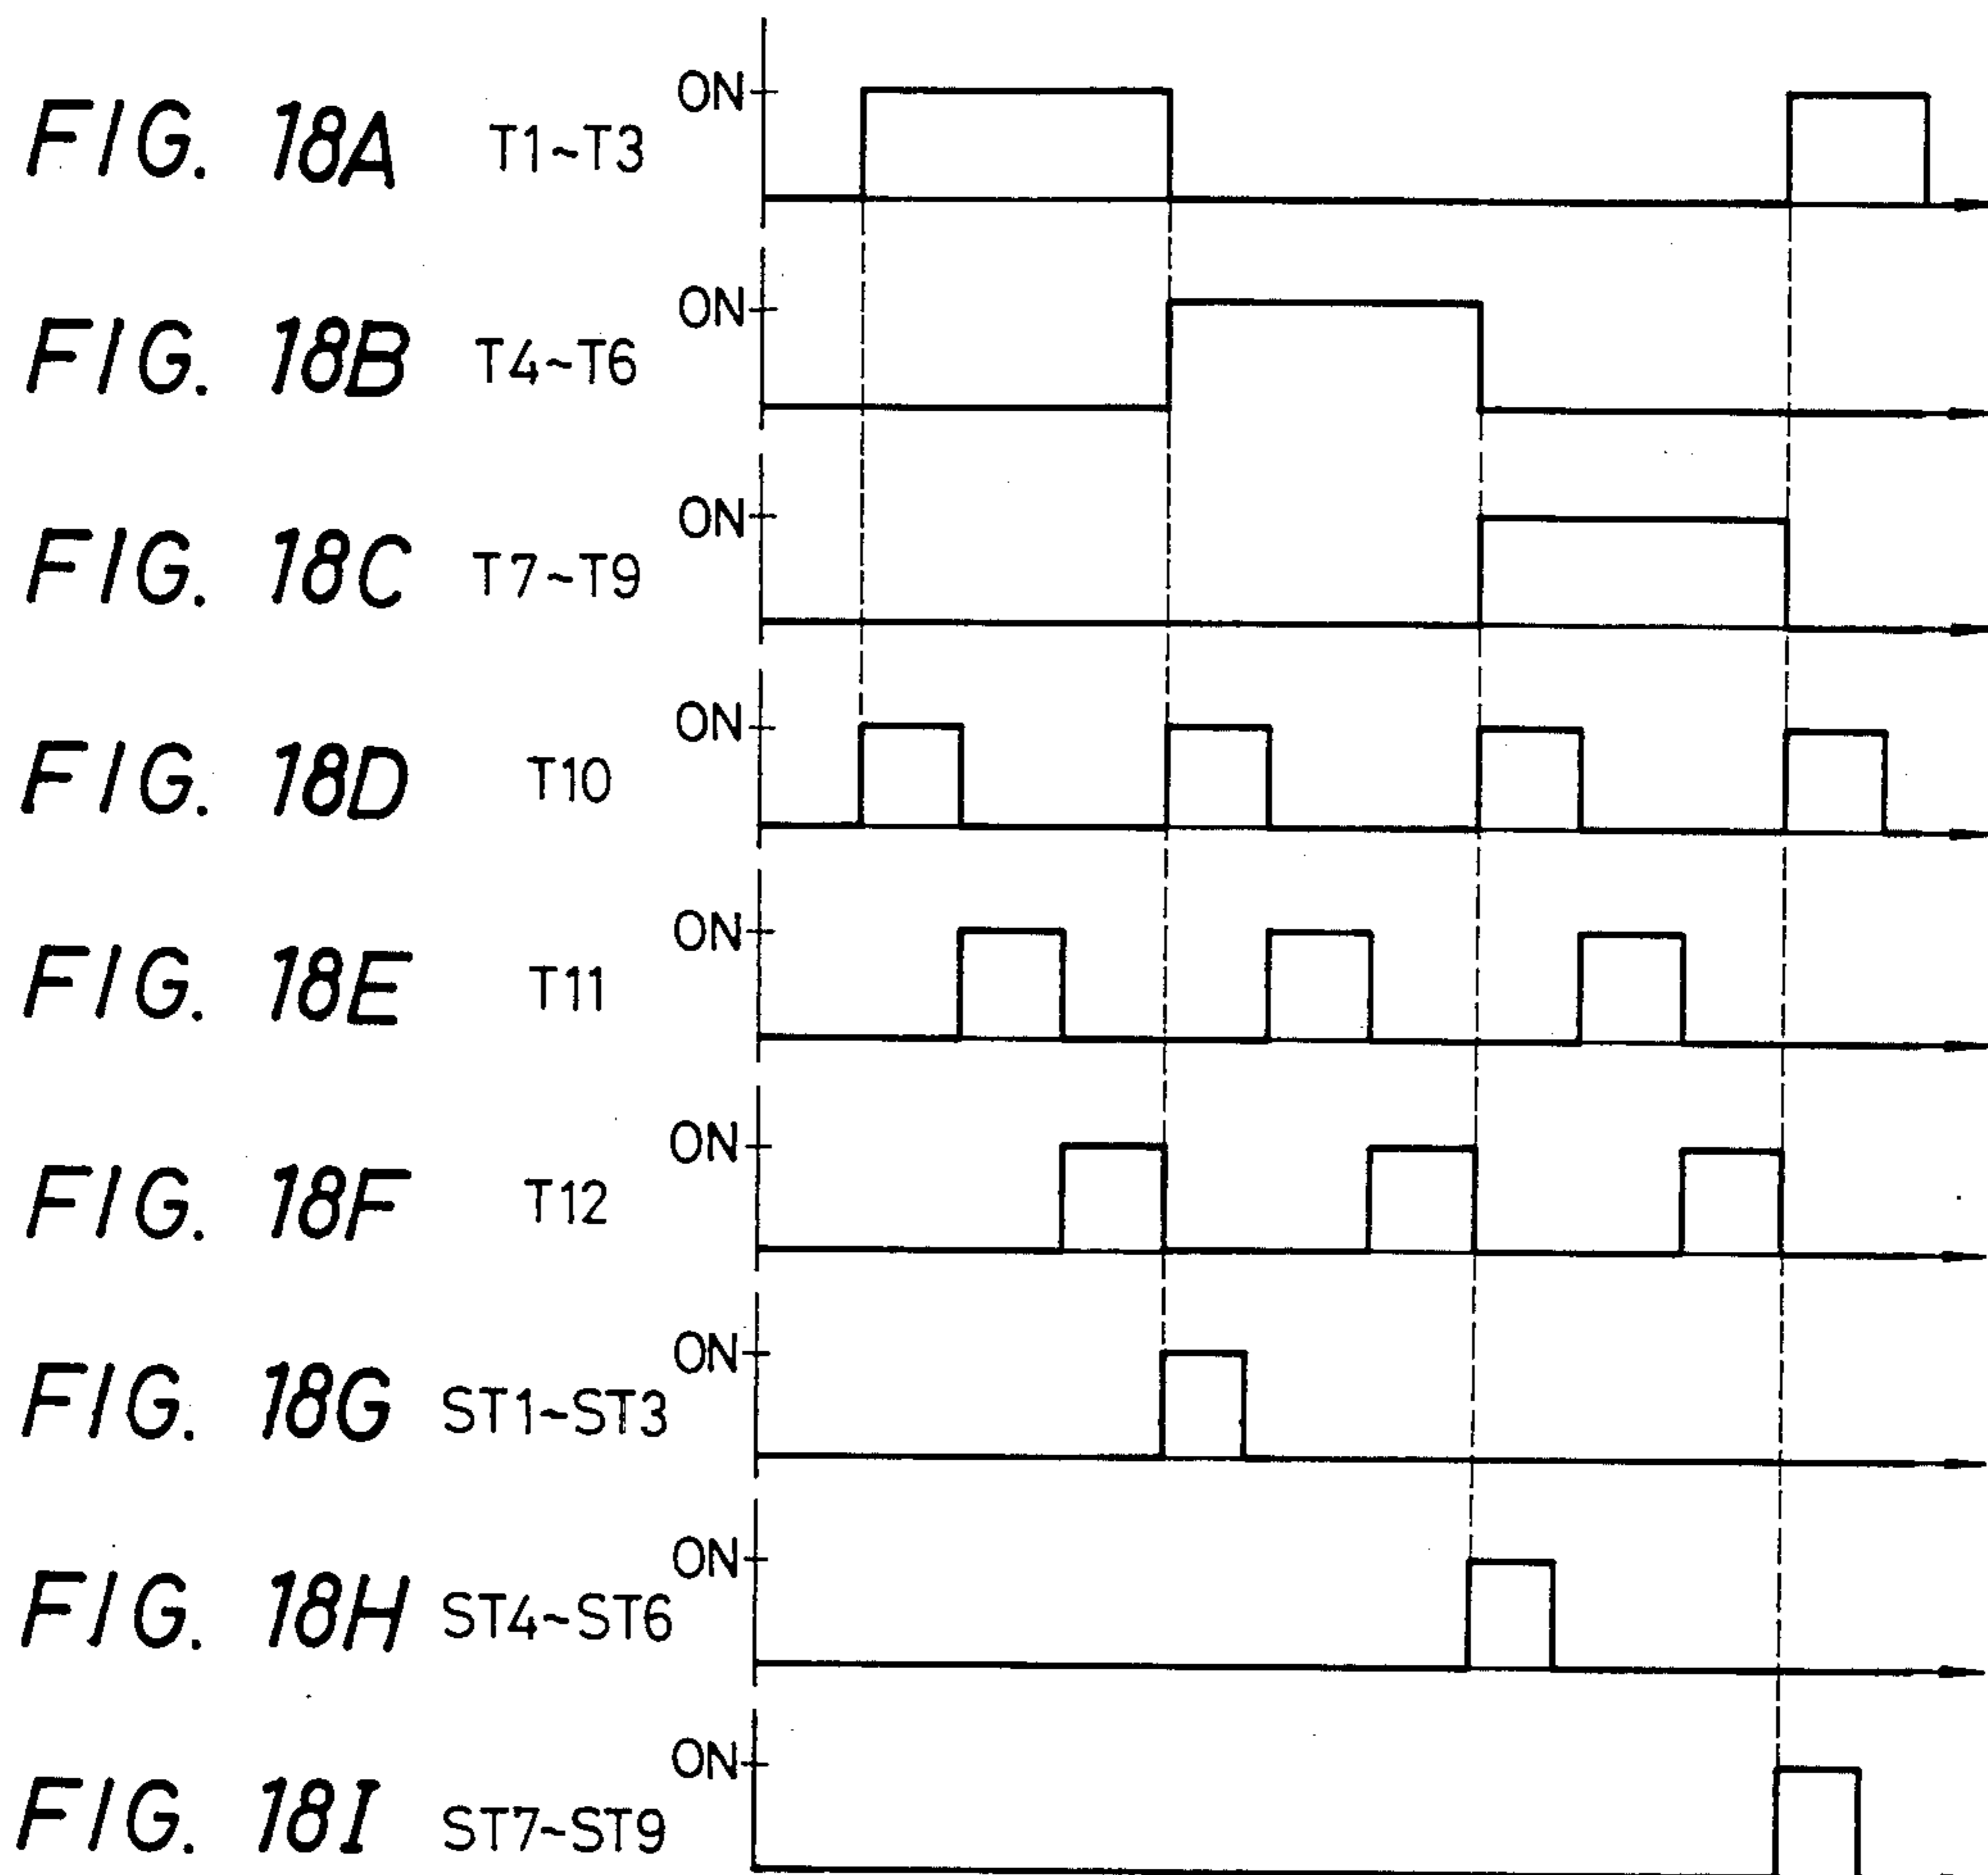 FIG. 18A T1~T3 ON
FIG. 18B T4~T6 ON
FIG. 18C T7~T9 ON
FIG. 18D T10 ON
FIG. 18E T11 ON
FIG. 18F T12 ON
FIG. 18G ST1~ST3 ON
FIG. 18H ST4~ST6 ON
FIG. 18I ST7~ST9 ON